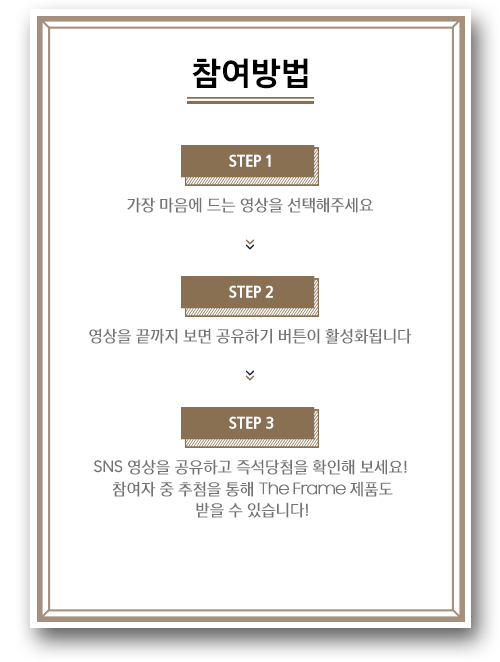 참여방법
STEP 1
가장 마음에 드는 영상을 선택해주세요
STEP 2
영상을 끝까지 보면 공유하기 버튼이 활성화됩니다
STEP 3
SNS 영상을 공유하고 즉석당첨을 확인해 보세요!
참여자 중 추첨을 통해 The Frame 제품도
받을 수 있습니다!